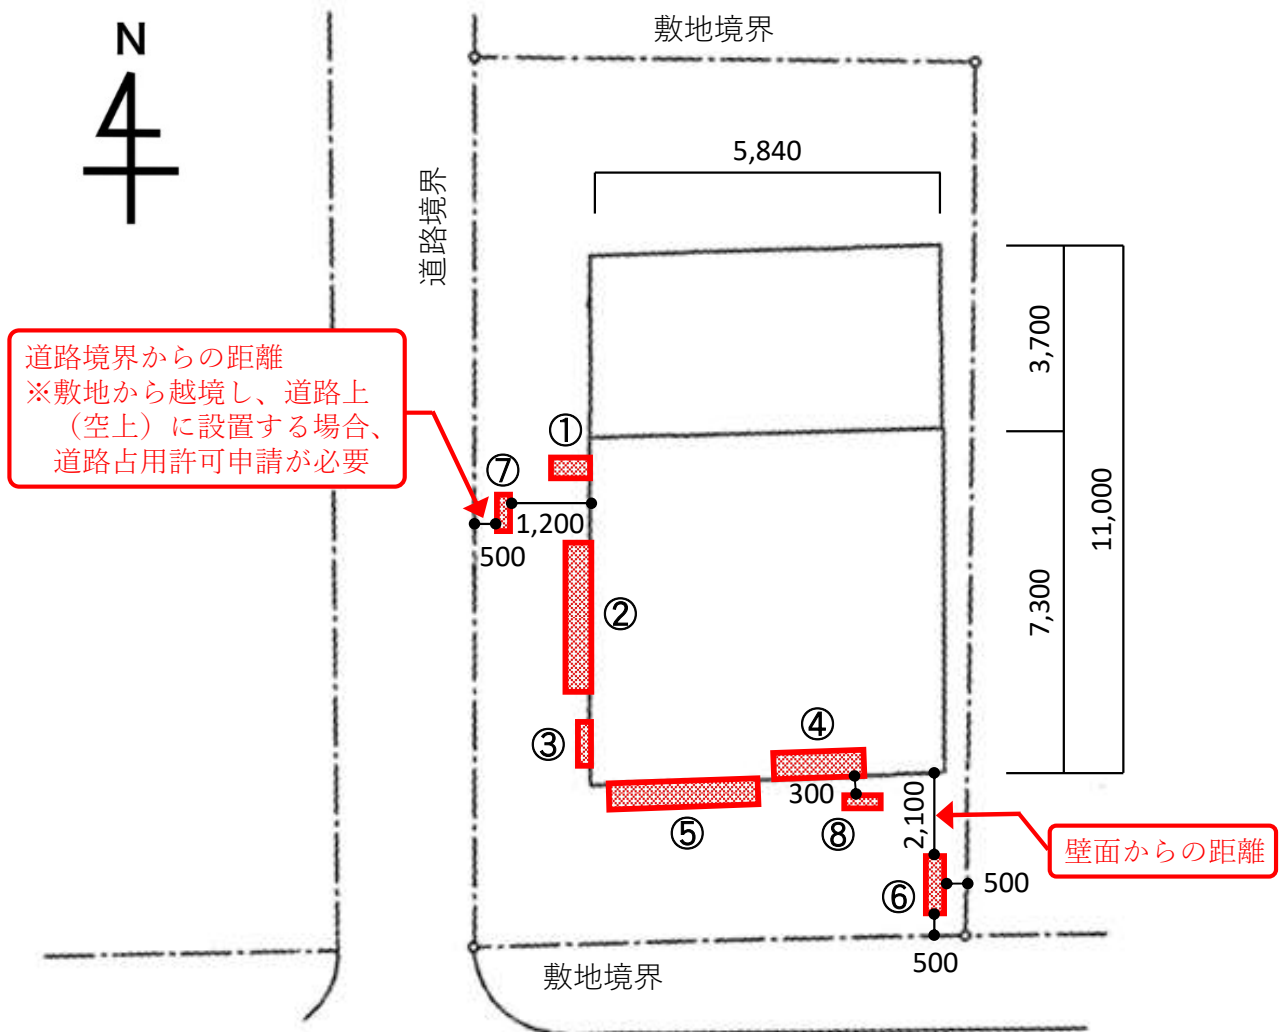 N
敷地境界
5,840
道路境界
3,700
11,000
7,300
道路境界からの距離
※敷地から越境し、道路上
（空上）に設置する場合、
道路占用許可申請が必要
①
⑦
1,200
500
②
③
④
300
⑤
⑧
2,100
壁面からの距離
⑥
500
500
敷地境界